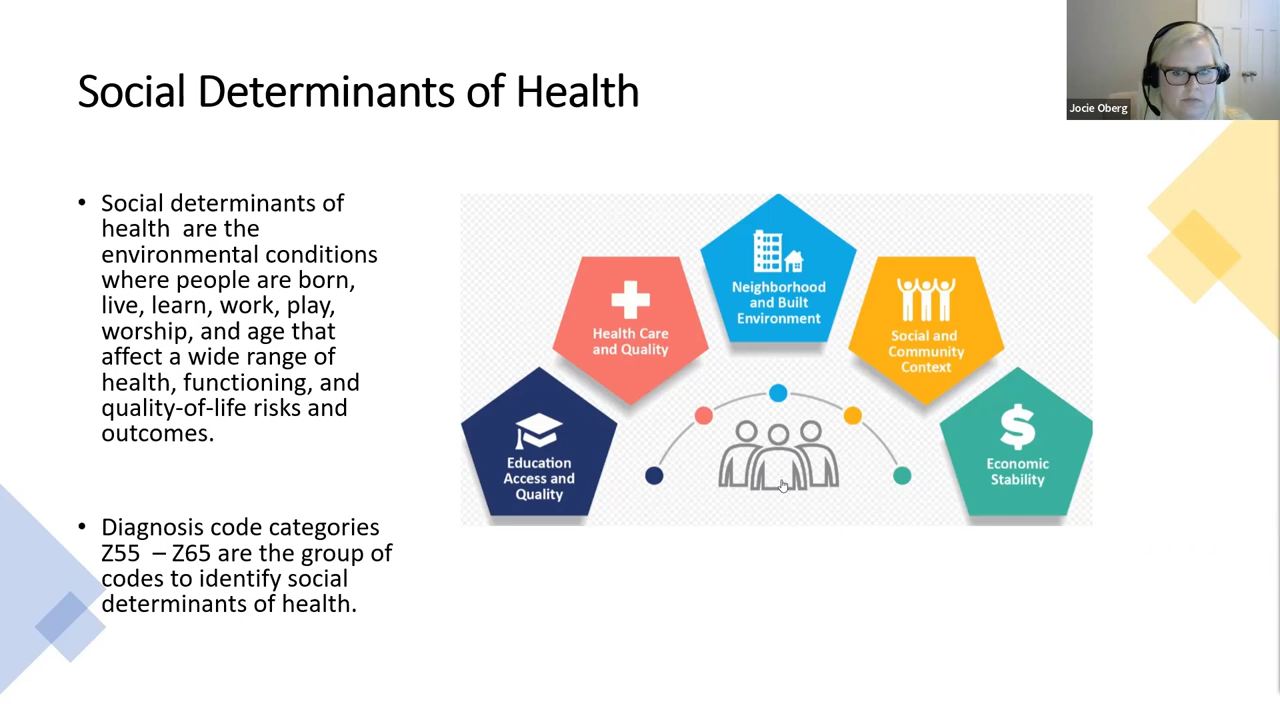 Social Determinants of Health
Jocie Oberg
• Social determinants of
health  are the
environmental conditions
where people are born,
live, learn, work, play,
worship, and age that
affect a wide range of
health, functioning, and
quality-of-life risks and
outcomes.
• Diagnosis code categories
Z55  – Z65 are the group of
codes to identify social
determinants of health.
Education
Access and
Quality
Health Care
and Quality
Neighborhood
and Built
Environment
Social and
Community
Context
$
Economic
Stability